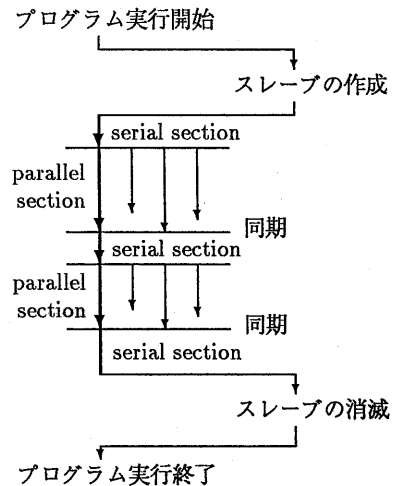 プログラム実行開始
スレーブの作成
serial section
parallel
section
同期
serial section
parallel
section
同期
serial section
スレーブの消滅
プログラム実行終了